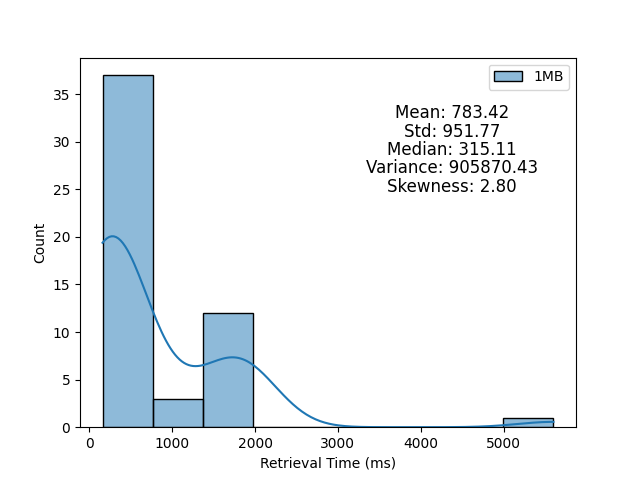 1MB
Mean: 783.42
Std: 951.77
Median: 315.11
Variance: 905870.43
Skewness: 2.80
Count
35
30
25
20
15
10
5
0
0 1000 2000 3000 4000 5000
Retrieval Time (ms)